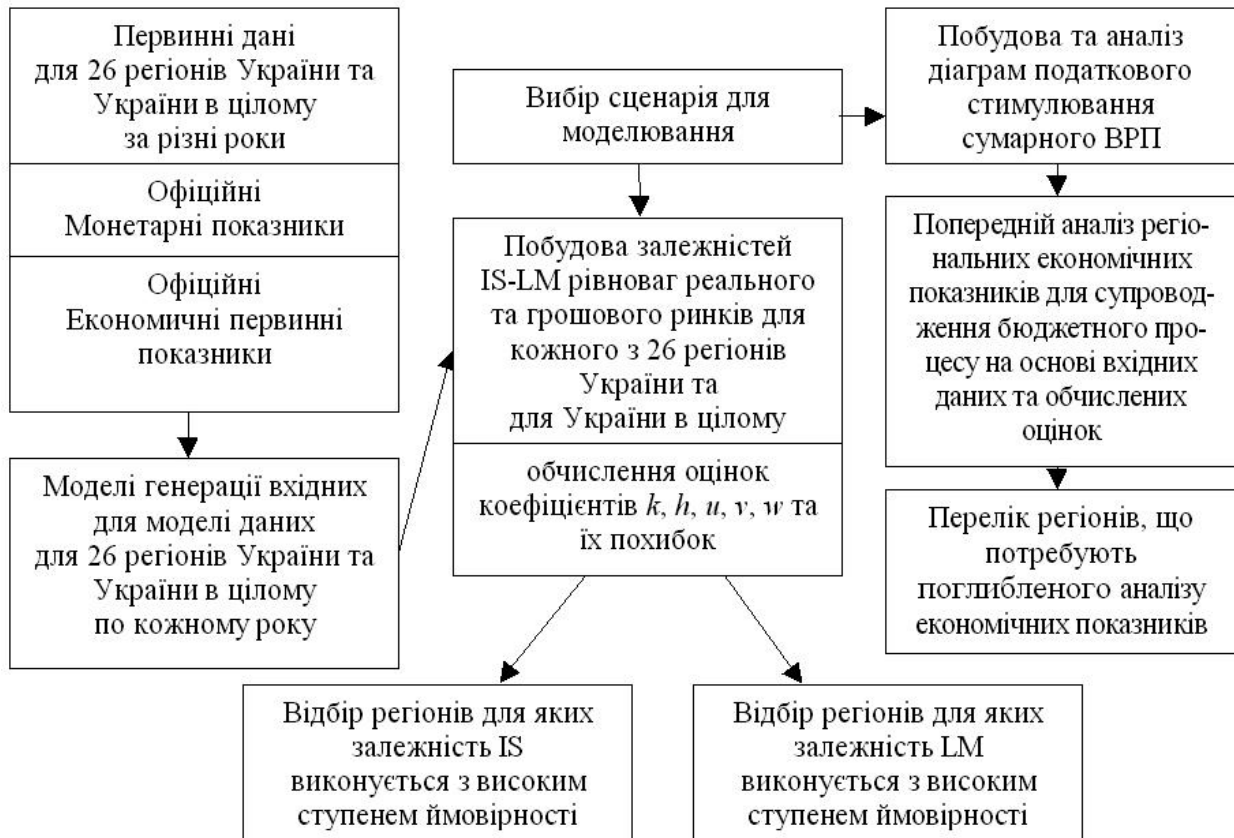 Первинні дані
для 26 регіонів України та
України в цілому
за різні роки
Офіційні
Монетарні показники
Офіційні
Економичні первинні
показники
Моделі генерації вхідних
для моделі даних
для 26 регіонів України та
України в цілому
по кожному року
Вибір сценарія для
моделювання
Побудова залежністей
IS-LM рівноваг реального
та грошового ринків для
кожного з 26 регіонів
України та
для України в цілому
обчислення оцінок
коефіцієнтів k, h, u, v, w та
їх похибок
Відбір регіонів для яких
залежність IS
виконується з високим
ступенем ймовірності
Відбір регіонів для яких
залежність LM
виконується з високим
ступенем ймовірності
Побудова та аналіз
діаграм податкового
стимулювання
сумарного ВРП
Попередній аналіз регіо-
нальних економічних
показників для супровод-
ження бюджетного про-
цесу на основі вхідних
даних та обчислених
оцінок
Перелік регіонів, що
потребують
поглибленого аналізу
економічних показників